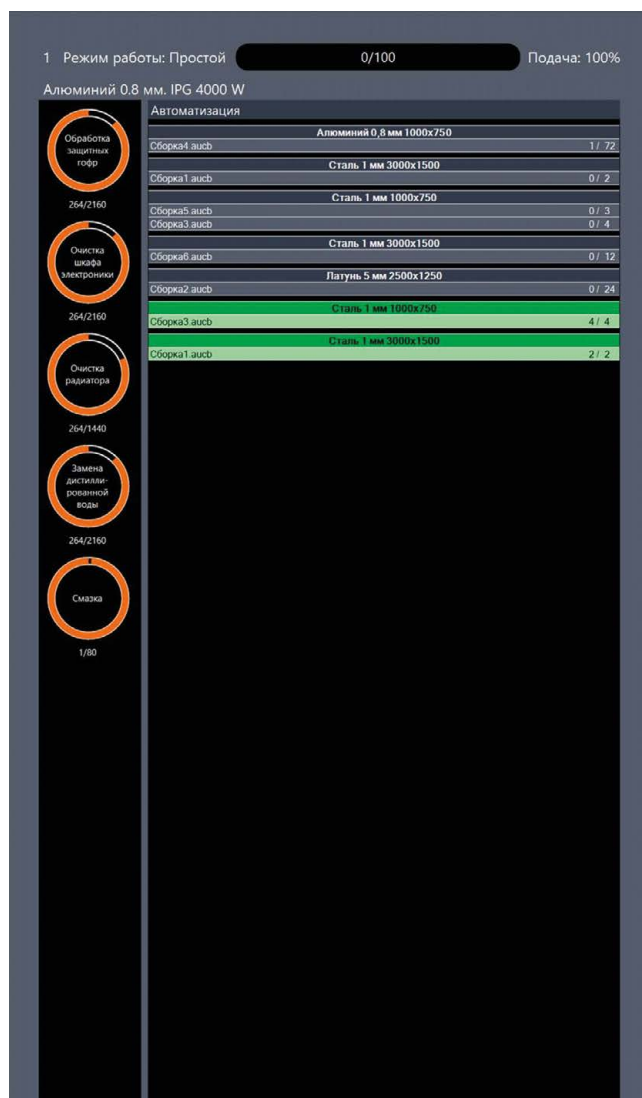 1 Режим работы: Простой 0/100 Подача: 100%
Алюминий 0.8 мм. IPG 4000 W
Обработка
защитных
гофр
264/2160
Очистка
шкафа
электроники
264/2160
Очистка
радиатора
264/1440
Замена
дистилли-
рованной
воды
264/2160
Смазка
1/80
Автоматизация
Алюминий 0,8 мм 1000x750
Сборка4.aucb 1 / 72
Сталь 1 мм 3000x1500
Сборка1.aucb 0 / 2
Сталь 1 мм 1000x750
Сборка5.aucb 0 / 3
Сборка3.aucb 0 / 4
Сталь 1 мм 3000x1500
Сборка6.aucb 0 / 12
Латунь 5 мм 2500x1250
Сборка2.aucb 0 / 24
Сталь 1 мм 1000x750
Сборка3.aucb 4 / 4
Сталь 1 мм 3000x1500
Сборка1.aucb 2 / 2